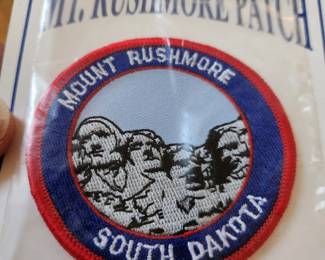 MT. RUSHMORE PATCH
MOUNT RUSHMORE
SOUTH DAKOTA